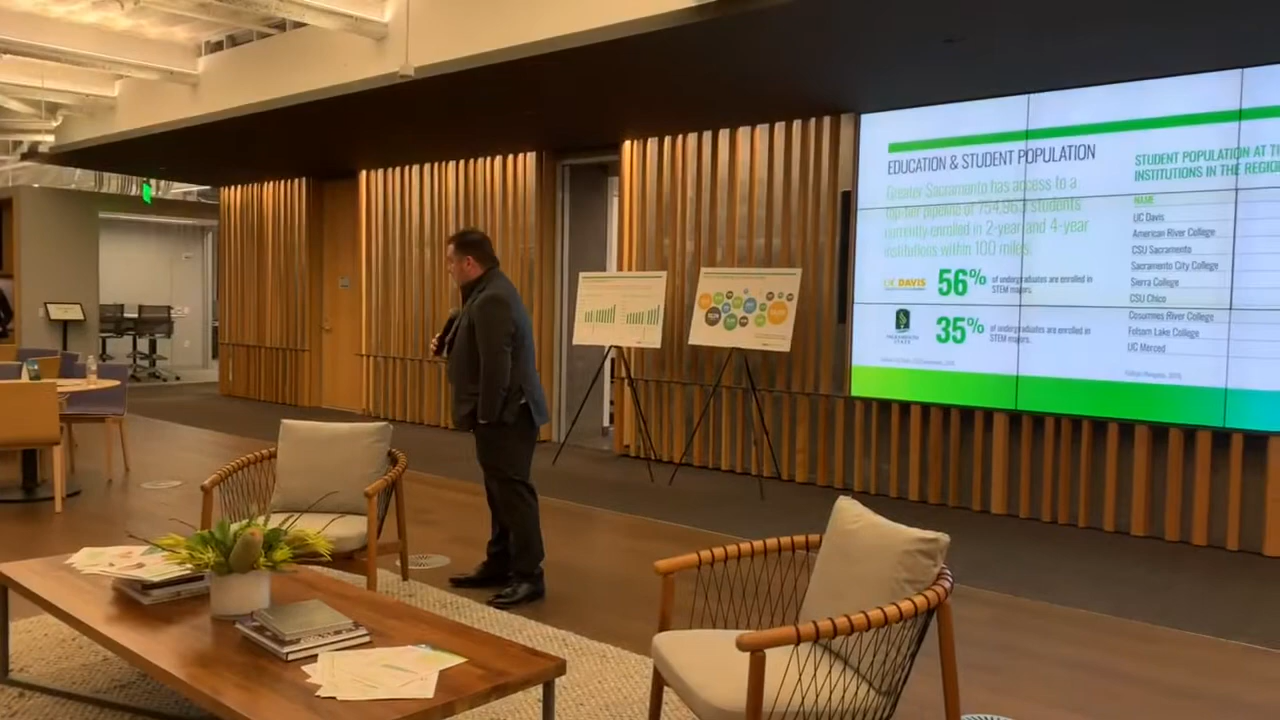 EDUCATION & STUDENT POPULATION
Greater Sacramento has access to a
top-tier pipeline of 754,863 students
currently enrolled in 2-year and 4-year
institutions within 100 miles.
UC DAVIS
56%
of undergraduates are enrolled in
STEM majors.
SACRAMENTO
STATE
35%
of undergraduates are enrolled in
STEM majors.
STUDENT POPULATION AT
INSTITUTIONS IN THE REGION
NAME
UC Davis
American River College
CSU Sacramento
Sacramento City College
Sierra College
CSU Chico
Cosumnes River College
Folsom Lake College
UC Merced